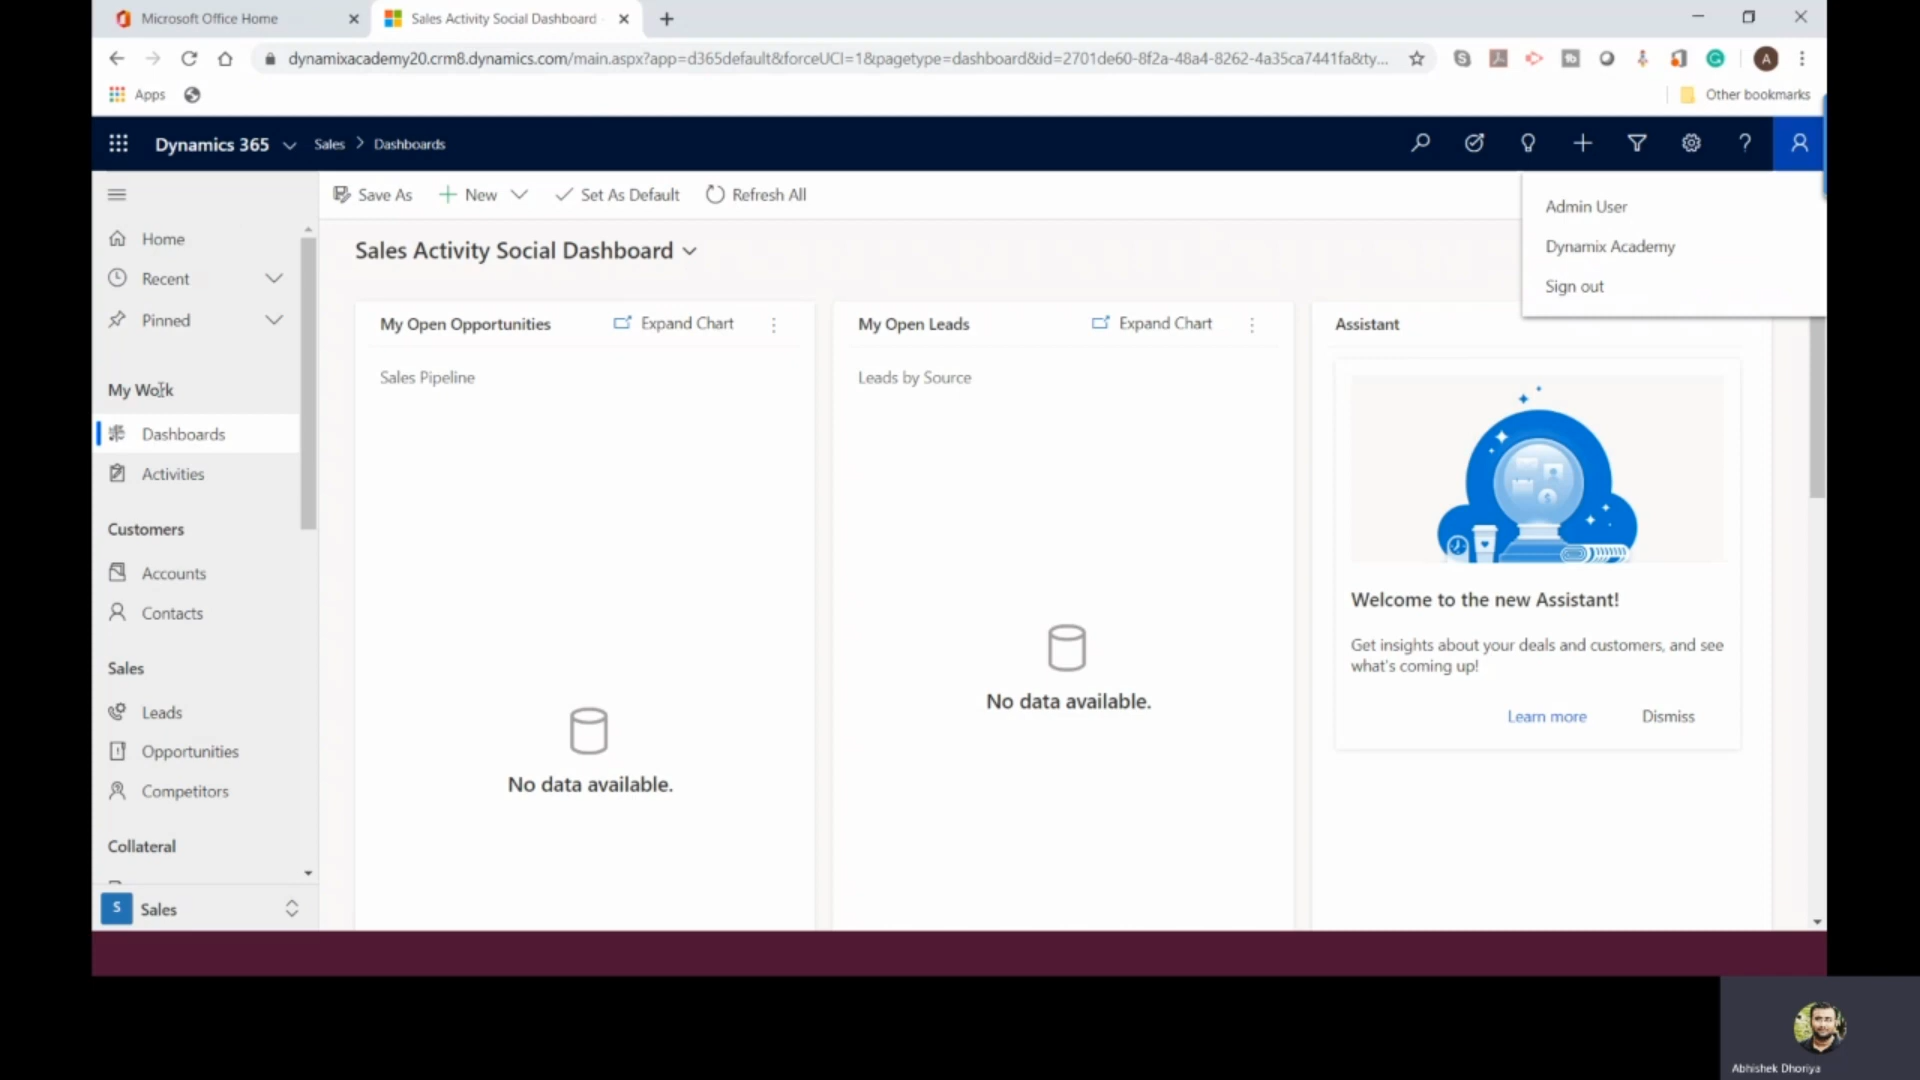 Microsoft Office Home
Sales Activity Social Dashboard
dynamixacademy20.crm8.dynamics.com/main.aspx?app=d365default&forceUCI=1&pagetype=dashboard&id=2701de60-8f2a-48a4-8262-4a35ca7441fa&ty...
A
Apps
Other bookmarks
Dynamics 365
Sales > Dashboards
Save As
New
Set As Default
Refresh All
Admin User
Dynamix Academy
Sign out
Home
Recent
Pinned
My Work
Dashboards
Activities
Customers
Accounts
Contacts
Sales
Leads
Opportunities
Competitors
Collateral
S Sales
Sales Activity Social Dashboard
My Open Opportunities
Expand Chart
Sales Pipeline
No data available.
My Open Leads
Expand Chart
Leads by Source
No data available.
Assistant
Welcome to the new Assistant!
Get insights about your deals and customers, and see
what's coming up!
Learn more
Dismiss
Abhishek Dhoriya